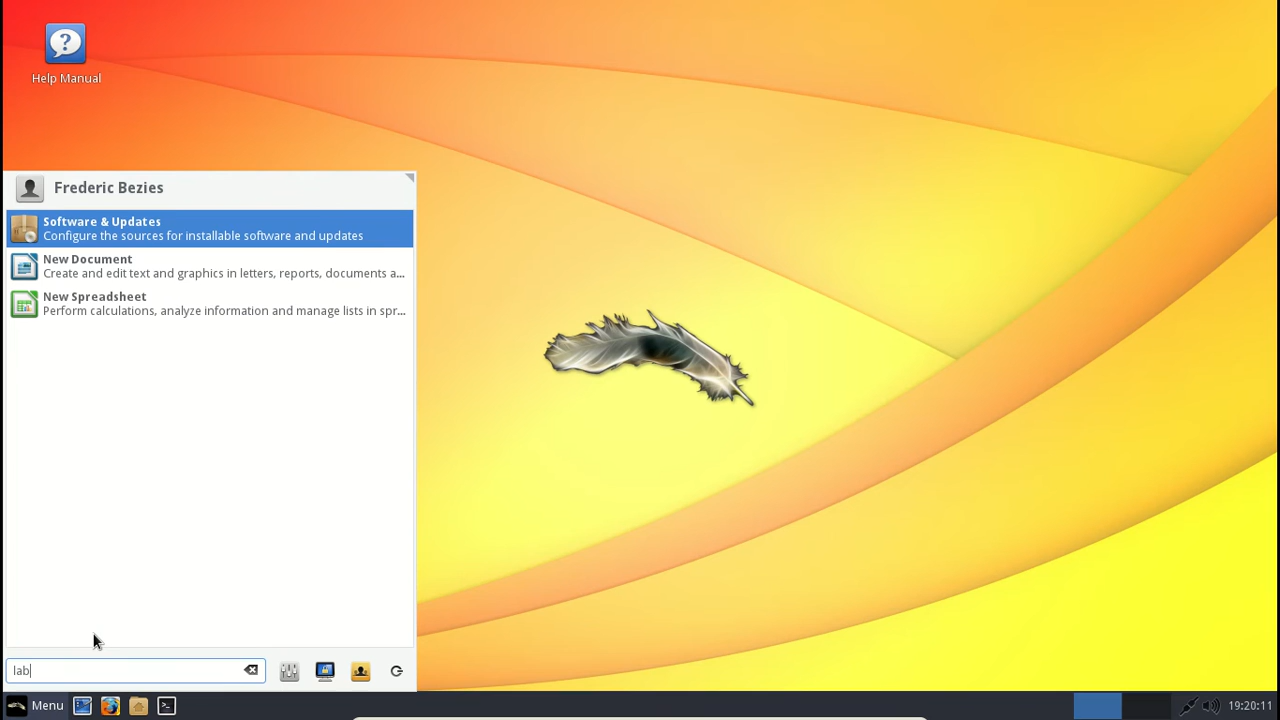 Help Manual
Frederic Bezies
Software & Updates
Configure the sources for installable software and updates
New Document
Create and edit text and graphics in letters, reports, documents a...
New Spreadsheet
Perform calculations, analyze information and manage lists in spr...
lab
Menu
19:20:11